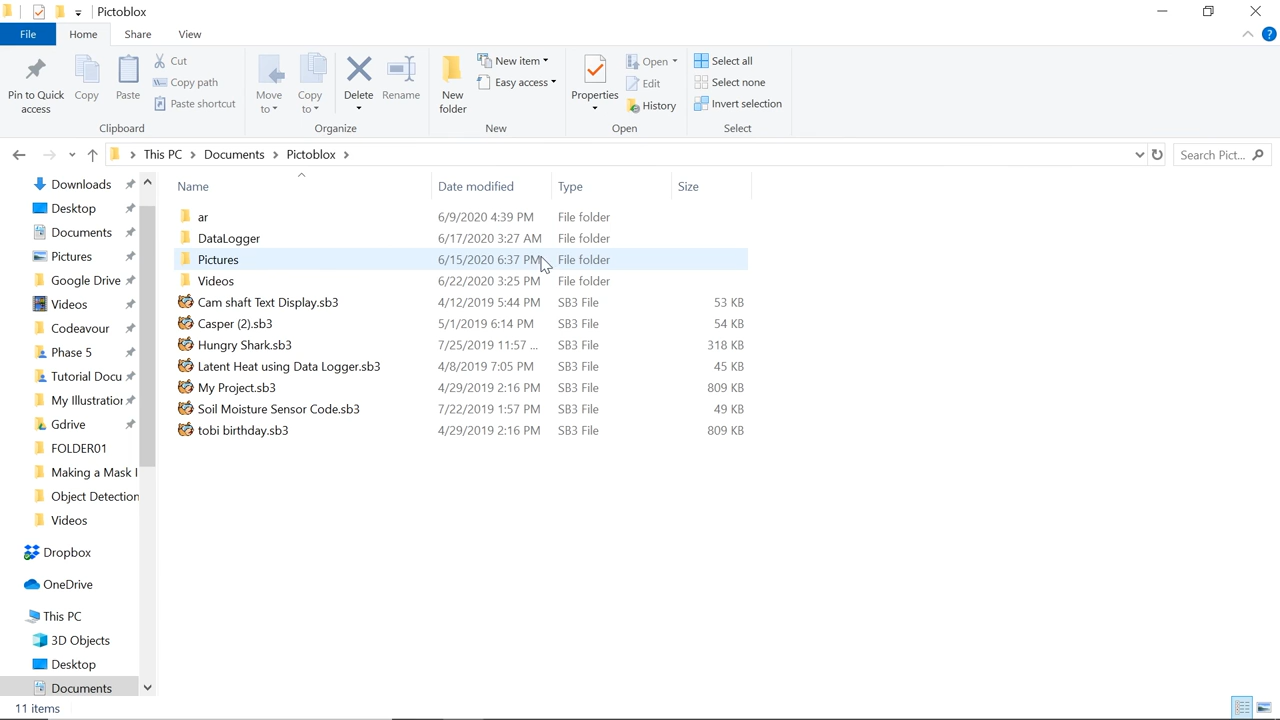 Pictoblox
File Home Share View
Pin to Quick access
Copy
Paste
Cut
Copy path
Paste shortcut
Clipboard
Move to
Copy to
Delete
Rename
Organize
New folder
New item
Easy access
New
Properties
Open
Edit
History
Open
Select all
Select none
Invert selection
Select
This PC Documents Pictoblox
Search Pict...
Downloads
Desktop
Documents
Pictures
Google Drive
Videos
Codeavour
Phase 5
Tutorial Docu
My Illustration
Gdrive
FOLDER01
Making a Mask
Object Detection
Videos
Dropbox
OneDrive
This PC
3D Objects
Desktop
Documents
Name Date modified Type Size
ar 6/9/2020 4:39 PM File folder
DataLogger 6/17/2020 3:27 AM File folder
Pictures 6/15/2020 6:37 PM File folder
Videos 6/22/2020 3:25 PM File folder
Cam shaft Text Display.sb3 4/12/2019 5:44 PM SB3 File 53 KB
Casper (2).sb3 5/1/2019 6:14 PM SB3 File 54 KB
Hungry Shark.sb3 7/25/2019 11:57 ... SB3 File 318 KB
Latent Heat using Data Logger.sb3 4/8/2019 7:05 PM SB3 File 45 KB
My Project.sb3 4/29/2019 2:16 PM SB3 File 809 KB
Soil Moisture Sensor Code.sb3 7/22/2019 1:57 PM SB3 File 49 KB
tobi birthday.sb3 4/29/2019 2:16 PM SB3 File 809 KB
11 items